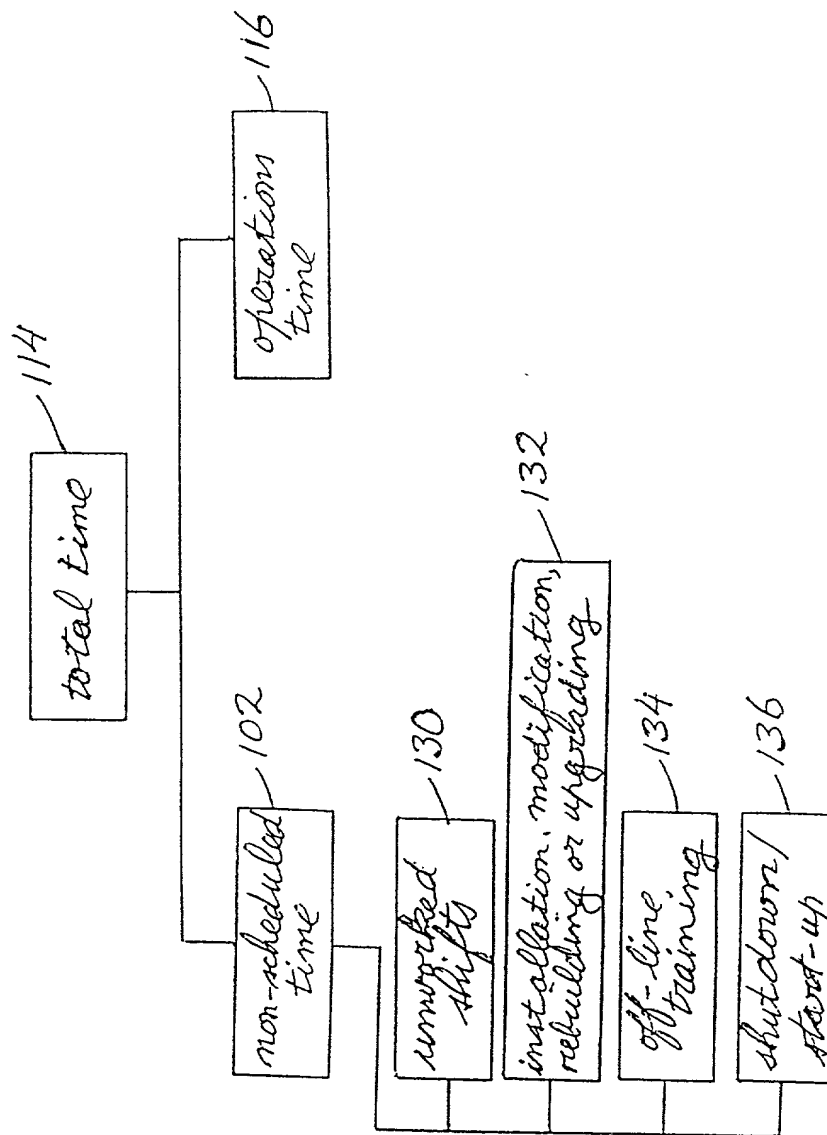 total time
114
non-scheduled
time
102
operations
time
116
unworked
shifts
130
installation, modification,
rebuilding or upgrading
132
off-line
training
134
shutdown/
start-up
136